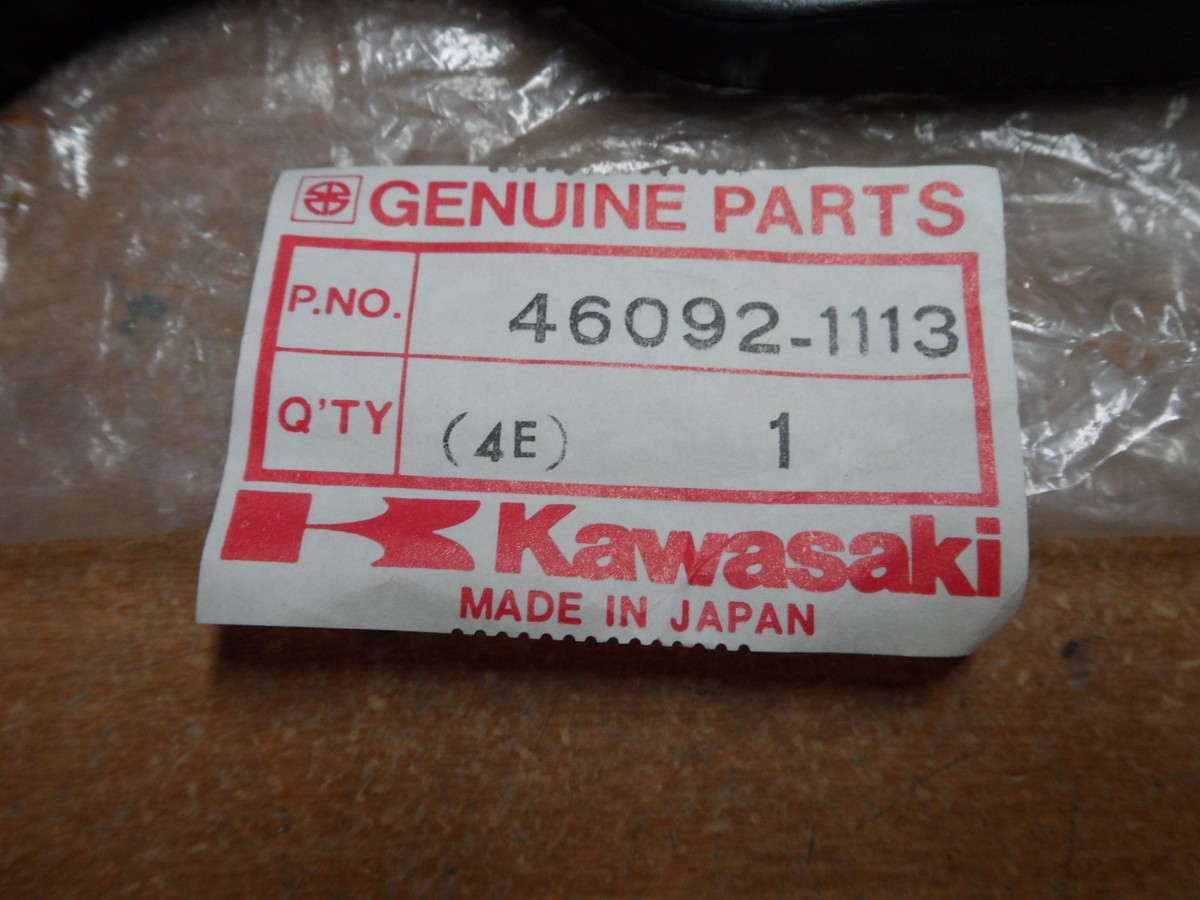 GENUINE PARTS
P.NO. 46092-1113
Q'TY (4E) 1
Kawasaki
MADE IN JAPAN